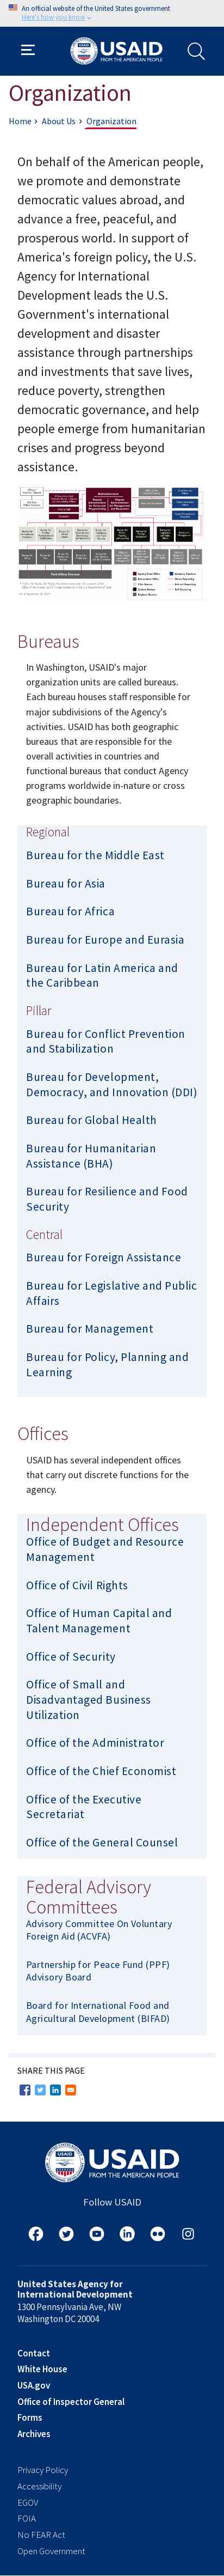 An official website of the United States government
Here's how you know
USAID
FROM THE AMERICAN PEOPLE
Organization
Home › About Us › Organization
On behalf of the American people,
we promote and demonstrate
democratic values abroad, and
advance a free, peaceful, and
prosperous world. In support of
America's foreign policy, the U.S.
Agency for International
Development leads the U.S.
Government's international
development and disaster
assistance through partnerships
and investments that save lives,
reduce poverty, strengthen
democratic governance, and help
people emerge from humanitarian
crises and progress beyond
assistance.
Bureaus
In Washington, USAID's major
organization units are called bureaus.
Each bureau houses staff responsible for
major subdivisions of the Agency's
activities. USAID has both geographic
bureaus that are responsible for the
overall activities in countries and
functional bureaus that conduct Agency
programs worldwide in-nature or cross
geographic boundaries.
Regional
Bureau for the Middle East
Bureau for Asia
Bureau for Africa
Bureau for Europe and Eurasia
Bureau for Latin America and
the Caribbean
Pillar
Bureau for Conflict Prevention
and Stabilization
Bureau for Development,
Democracy, and Innovation (DDI)
Bureau for Global Health
Bureau for Humanitarian
Assistance (BHA)
Bureau for Resilience and Food
Security
Central
Bureau for Foreign Assistance
Bureau for Legislative and Public
Affairs
Bureau for Management
Bureau for Policy, Planning and
Learning
Offices
USAID has several independent offices
that carry out discrete functions for the
agency.
Independent Offices
Office of Budget and Resource
Management
Office of Civil Rights
Office of Human Capital and
Talent Management
Office of Security
Office of Small and
Disadvantaged Business
Utilization
Office of the Administrator
Office of the Chief Economist
Office of the Executive
Secretariat
Office of the General Counsel
Federal Advisory
Committees
Advisory Committee On Voluntary
Foreign Aid (ACVFA)
Partnership for Peace Fund (PPF)
Advisory Board
Board for International Food and
Agricultural Development (BIFAD)
SHARE THIS PAGE
USAID
FROM THE AMERICAN PEOPLE
Follow USAID
United States Agency for
International Development
1300 Pennsylvania Ave, NW
Washington DC 20004
Contact
White House
USA.gov
Office of Inspector General
Forms
Archives
Privacy Policy
Accessibility
EGOV
FOIA
No FEAR Act
Open Government